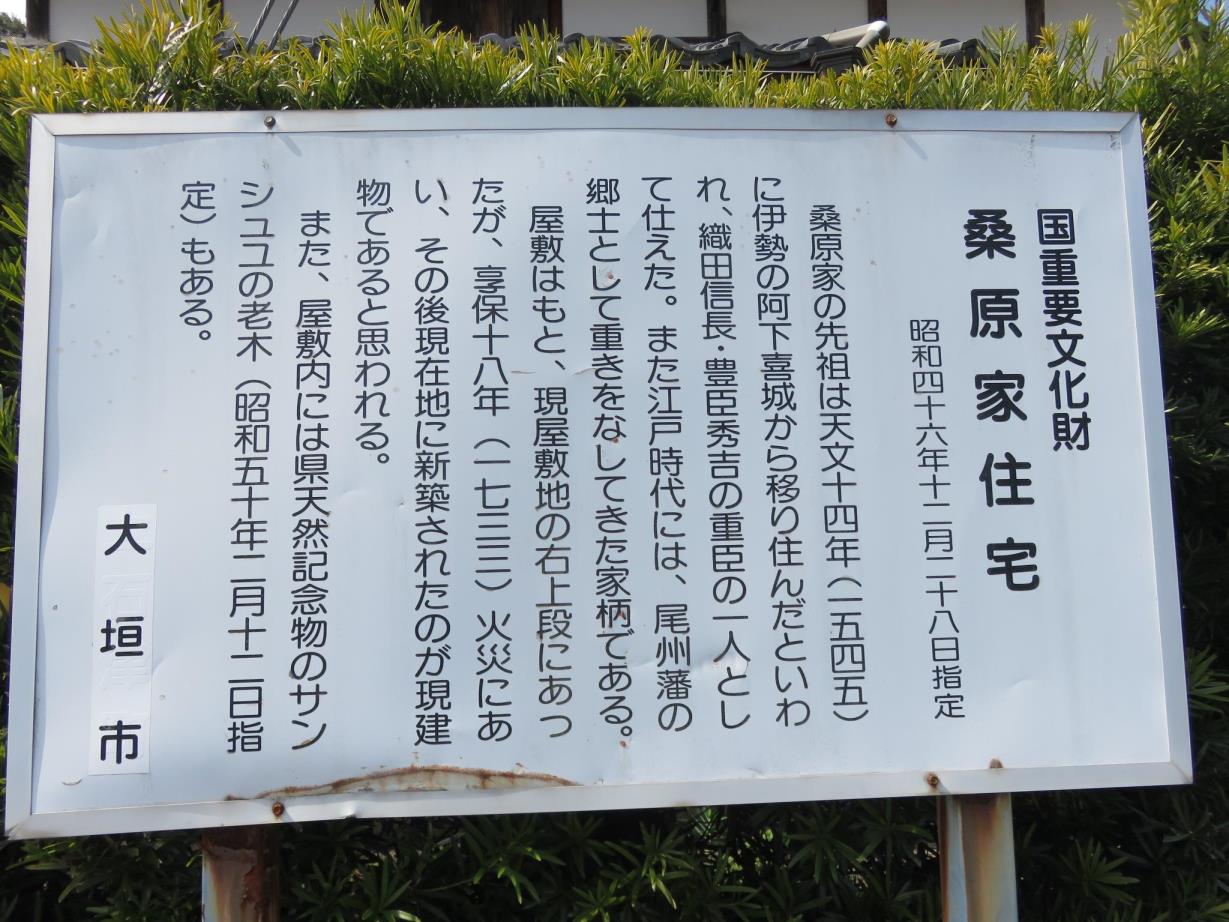 国重要文化財
桑原家住宅
昭和四十六年十二月二十八日指定
桑原家の先祖は天文十四年(一五四五)
に伊勢の阿下喜城から移り住んだといわ
れ、織田信長・豊臣秀吉の重臣の一人とし
て仕えた。また江戸時代には、尾州藩の
郷士として重きをなしてきた家柄である。
屋敷はもと、現屋敷地の右上段にあっ
たが、享保十八年(一七三三)火災にあ
い、その後現在地に新築されたのが現建
物であると思われる。
また、屋敷内には県天然記念物のサン
シュユの老木(昭和五十年二月十二日指
定)もある。
大垣市